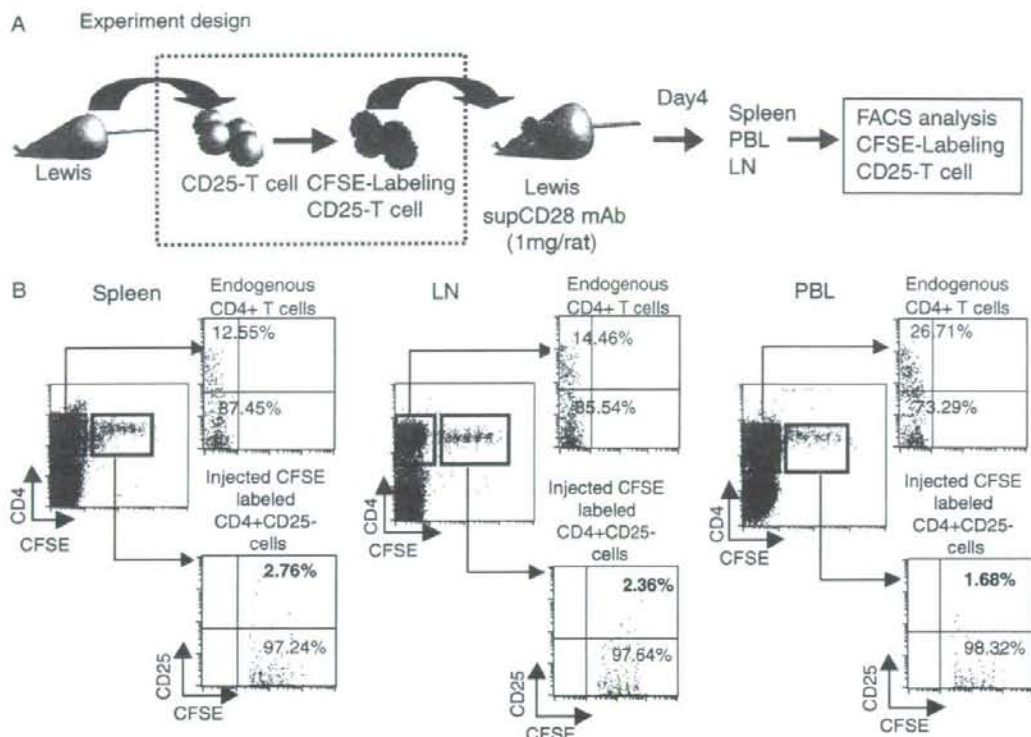 A Experiment design
Lewis
CD25-T cell
CFSE-Labeling
CD25-T cell
Lewis
supCD28 mAb
(1mg/rat)
Day4
Spleen
PBL
LN
FACS analysis
CFSE-Labeling
CD25-T cell
B
Spleen
Endogenous
CD4+ T cells
12.55%
87.45%
CD4
CFSE
Injected CFSE
labeled
CD4+CD25-
cells
2.76%
97.24%
CD25
CFSE
LN
Endogenous
CD4+ T cells
14.46%
85.54%
CD4
CFSE
Injected CFSE
labeled
CD4+CD25-
cells
2.36%
97.64%
CD25
CFSE
PBL
Endogenous
CD4+ T cells
26.71%
73.29%
CD4
CFSE
Injected CFSE
labeled
CD4+CD25-
cells
1.68%
98.32%
CD25
CFSE